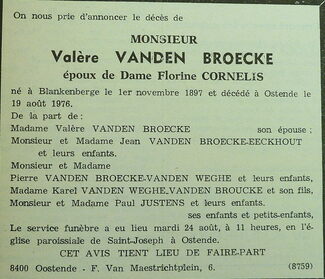 On nous prie d'annoncer le décès de
MONSIEUR
Valère VANDEN BROECKE
époux de Dame Florine CORNELIS
né à Blankenberge le 1er novembre 1897 et décédé à Ostende le
19 août 1976.
De la part de:
Madame Valère VANDEN BROECKE son épouse;
Monsieur et Madame Jean VANDEN BROECKE-EECKHOUT
et leurs enfants.
Monsieur et Madame
Pierre VANDEN BROECKE-VANDEN WEGHE et leurs enfants.
Madame Karel VANDEN WEGHE,VANDEN BROUCKE et son fils,
Monsieur et Madame Paul JUSTENS et leurs enfants.
ses enfants et petits-enfants,
Le service funèbre a eu lieu mardi 24 août, à 11 heures, en l'é-
glise paroissiale de Saint-Joseph à Ostende.
CET AVIS TIENT LIEU DE FAIRE-PART
8400 Oostende - F. Van Maestrichtplein, 6. (8759)